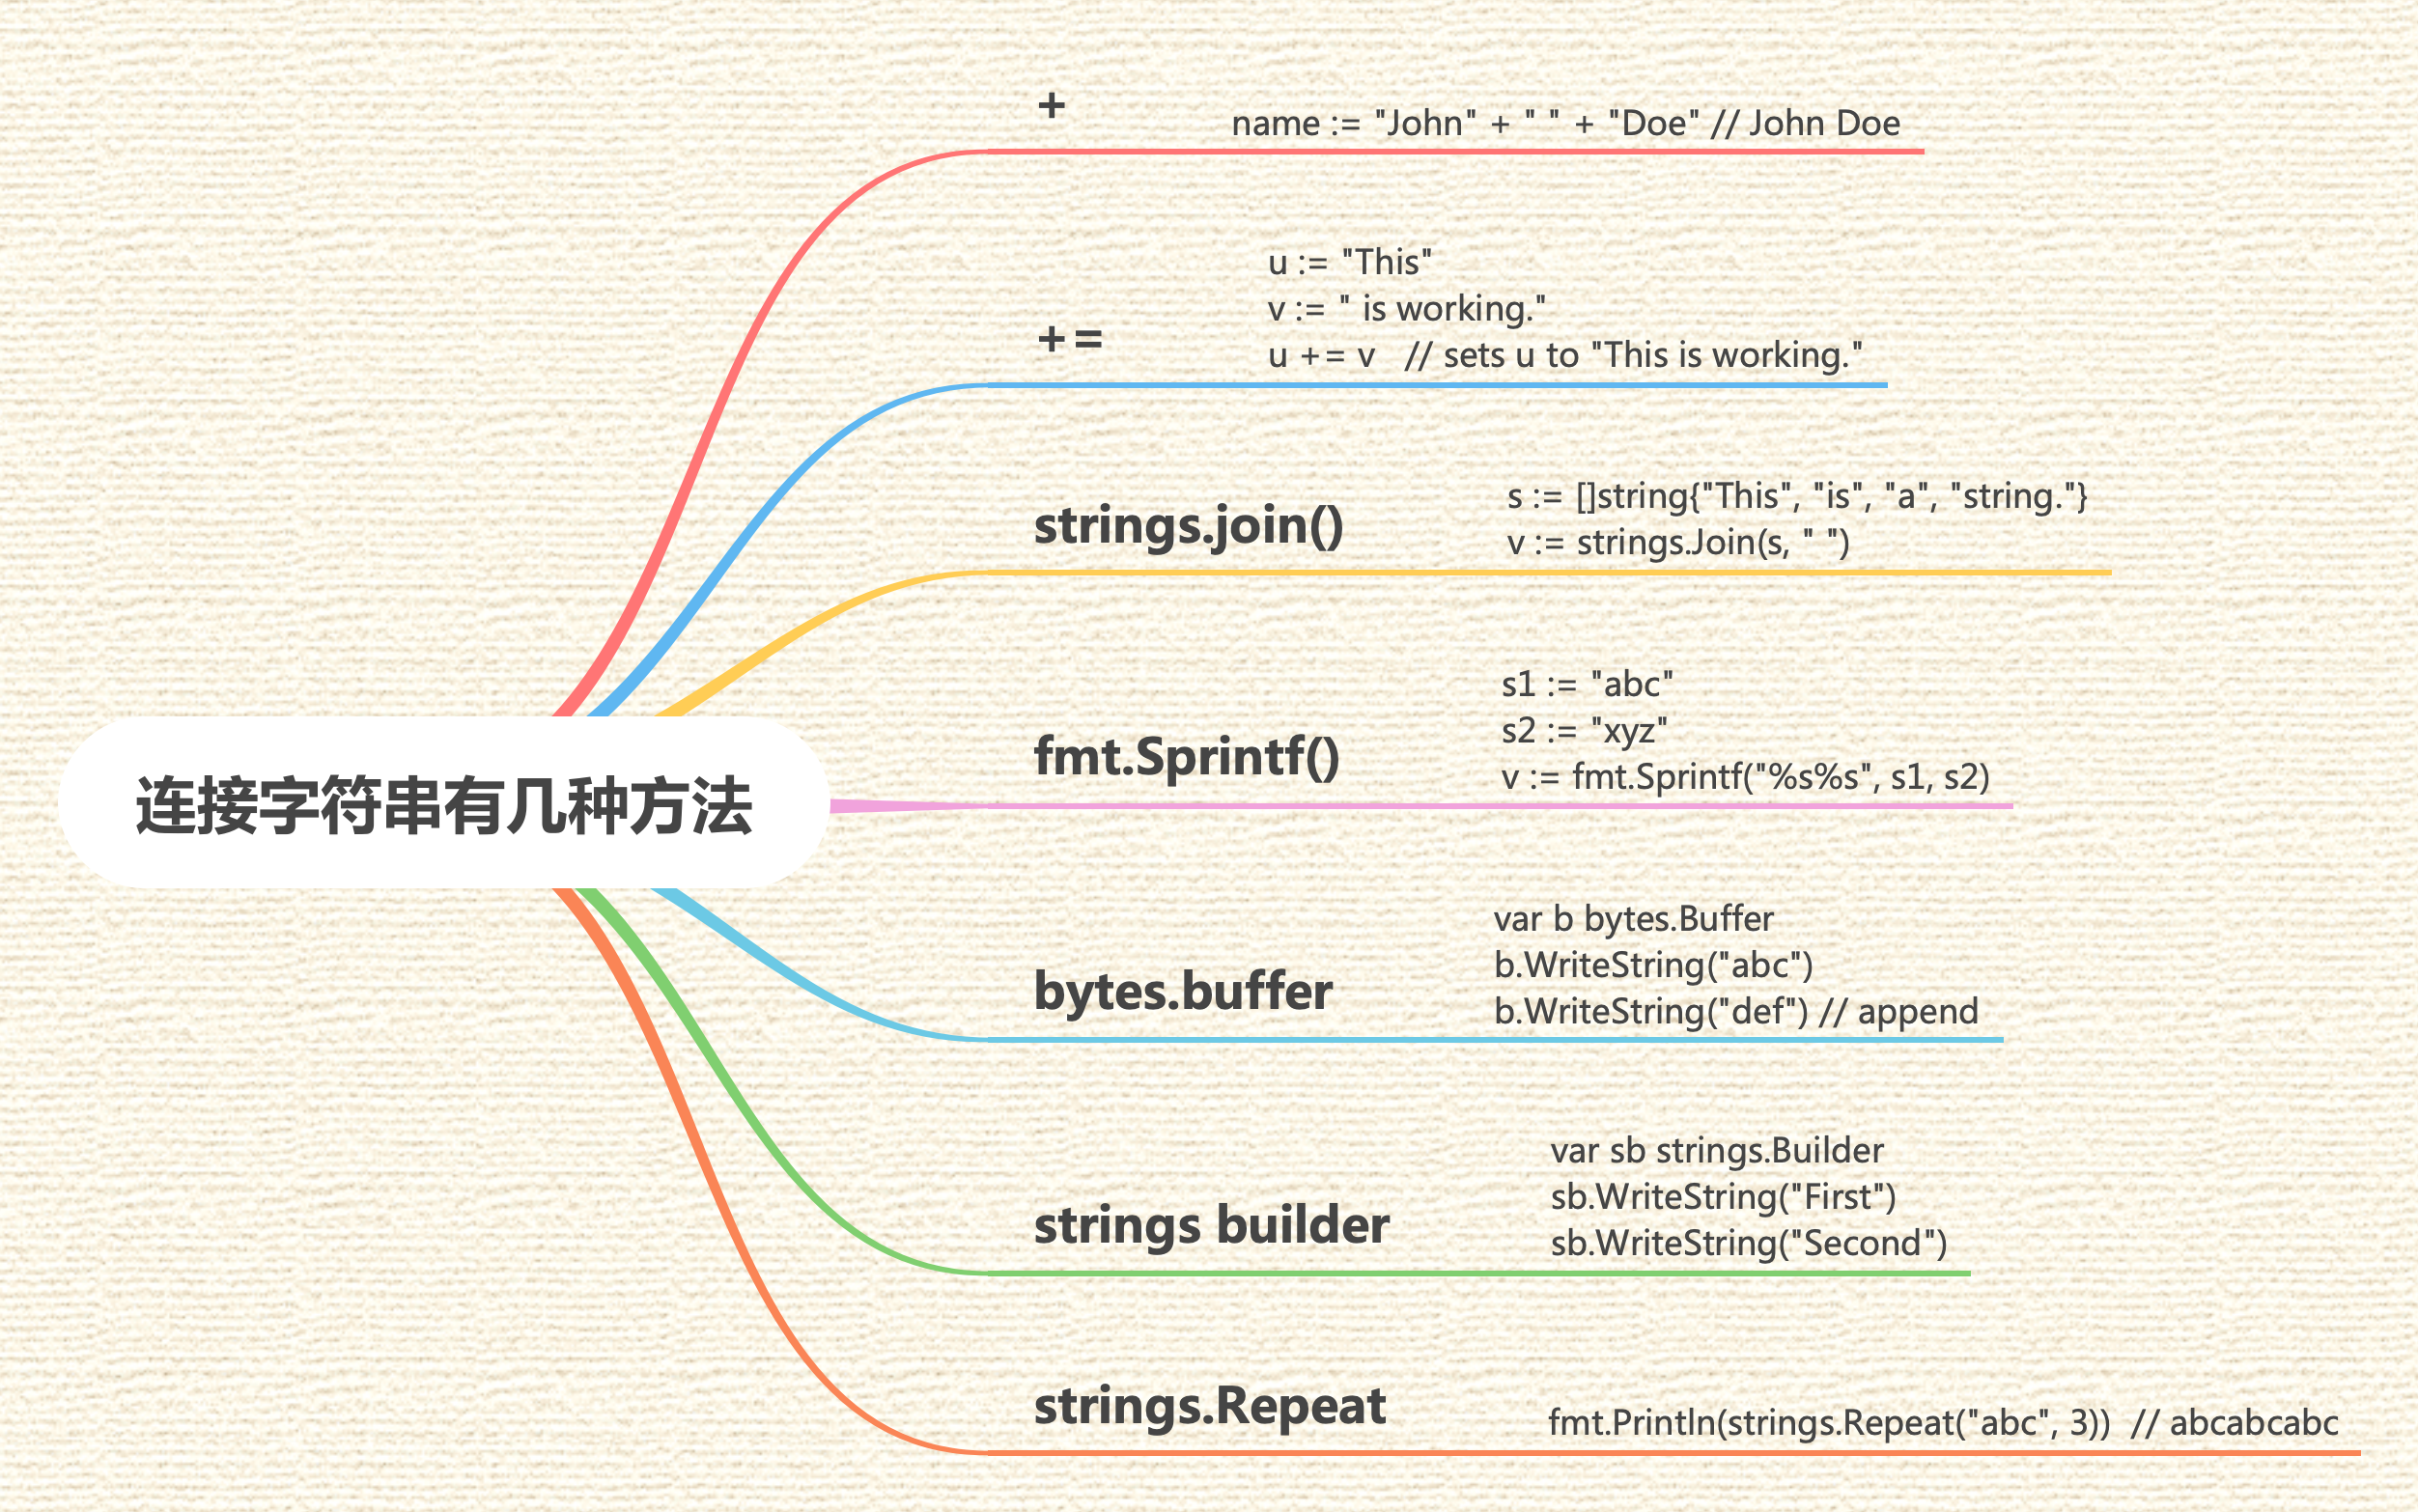 连接字符串有几种方法
+
name := "John" + " " + "Doe" // John Doe
+=
u := "This"
v := " is working."
u += v   // sets u to "This is working."
strings.join()
s := []string{"This", "is", "a", "string."}
v := strings.Join(s, " ")
fmt.Sprintf()
s1 := "abc"
s2 := "xyz"
v := fmt.Sprintf("%s%s", s1, s2)
bytes.buffer
var b bytes.Buffer
b.WriteString("abc")
b.WriteString("def") // append
strings builder
var sb strings.Builder
sb.WriteString("First")
sb.WriteString("Second")
strings.Repeat
fmt.Println(strings.Repeat("abc", 3))  // abcabcabc